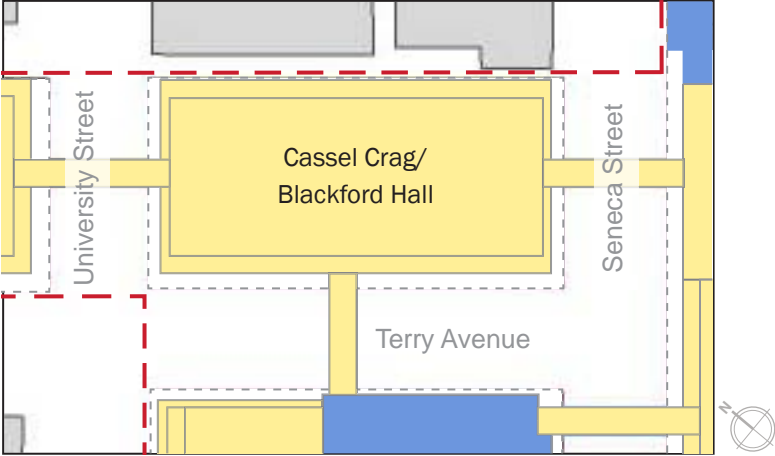 University Street
Cassel Crag/
Blackford Hall
Seneca Street
Terry Avenue
N